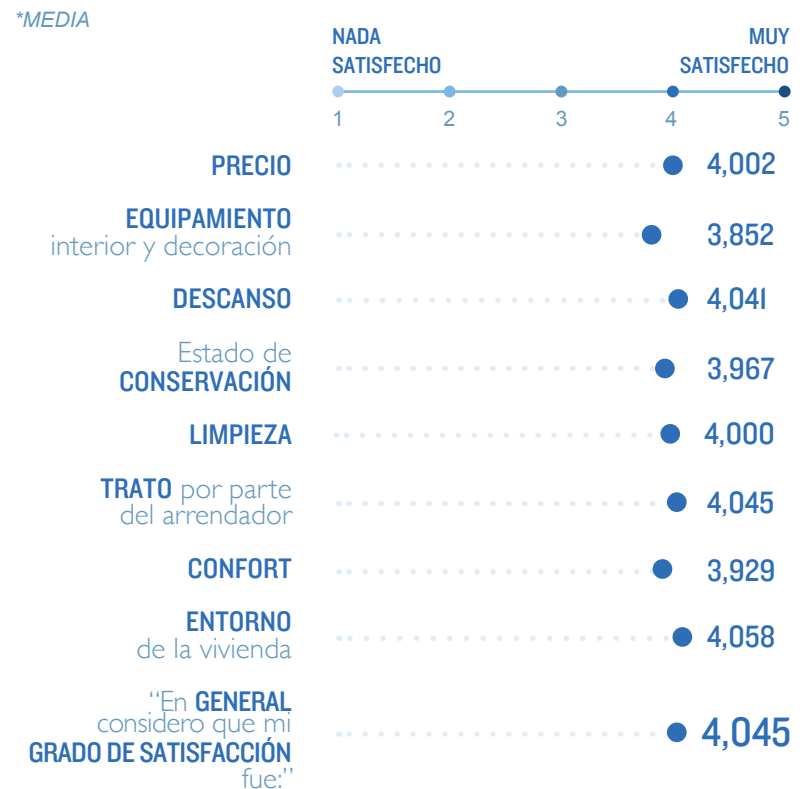 *MEDIA
NADA
SATISFECHO
MUY
SATISFECHO
1 2 3 4 5
PRECIO 4,002
EQUIPAMIENTO
interior y decoración 3,852
DESCANSO 4,041
Estado de
CONSERVACIÓN 3,967
LIMPIEZA 4,000
TRATO por parte
del arrendador 4,045
CONFORT 3,929
ENTORNO
de la vivienda 4,058
“En GENERAL
considero que mi
GRADO DE SATISFACCIÓN
fue:”
4,045